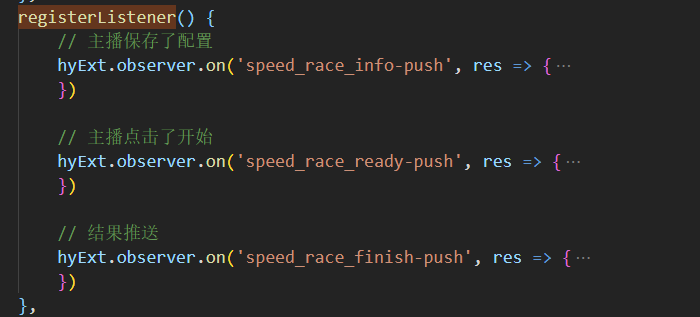 registerListener() {
// 主播保存了配置
hyExt.observer.on('speed_race_info-push', res => {···
})
// 主播点击了开始
hyExt.observer.on('speed_race_ready-push', res => {···
})
// 结果推送
hyExt.observer.on('speed_race_finish-push', res => {···
})
},